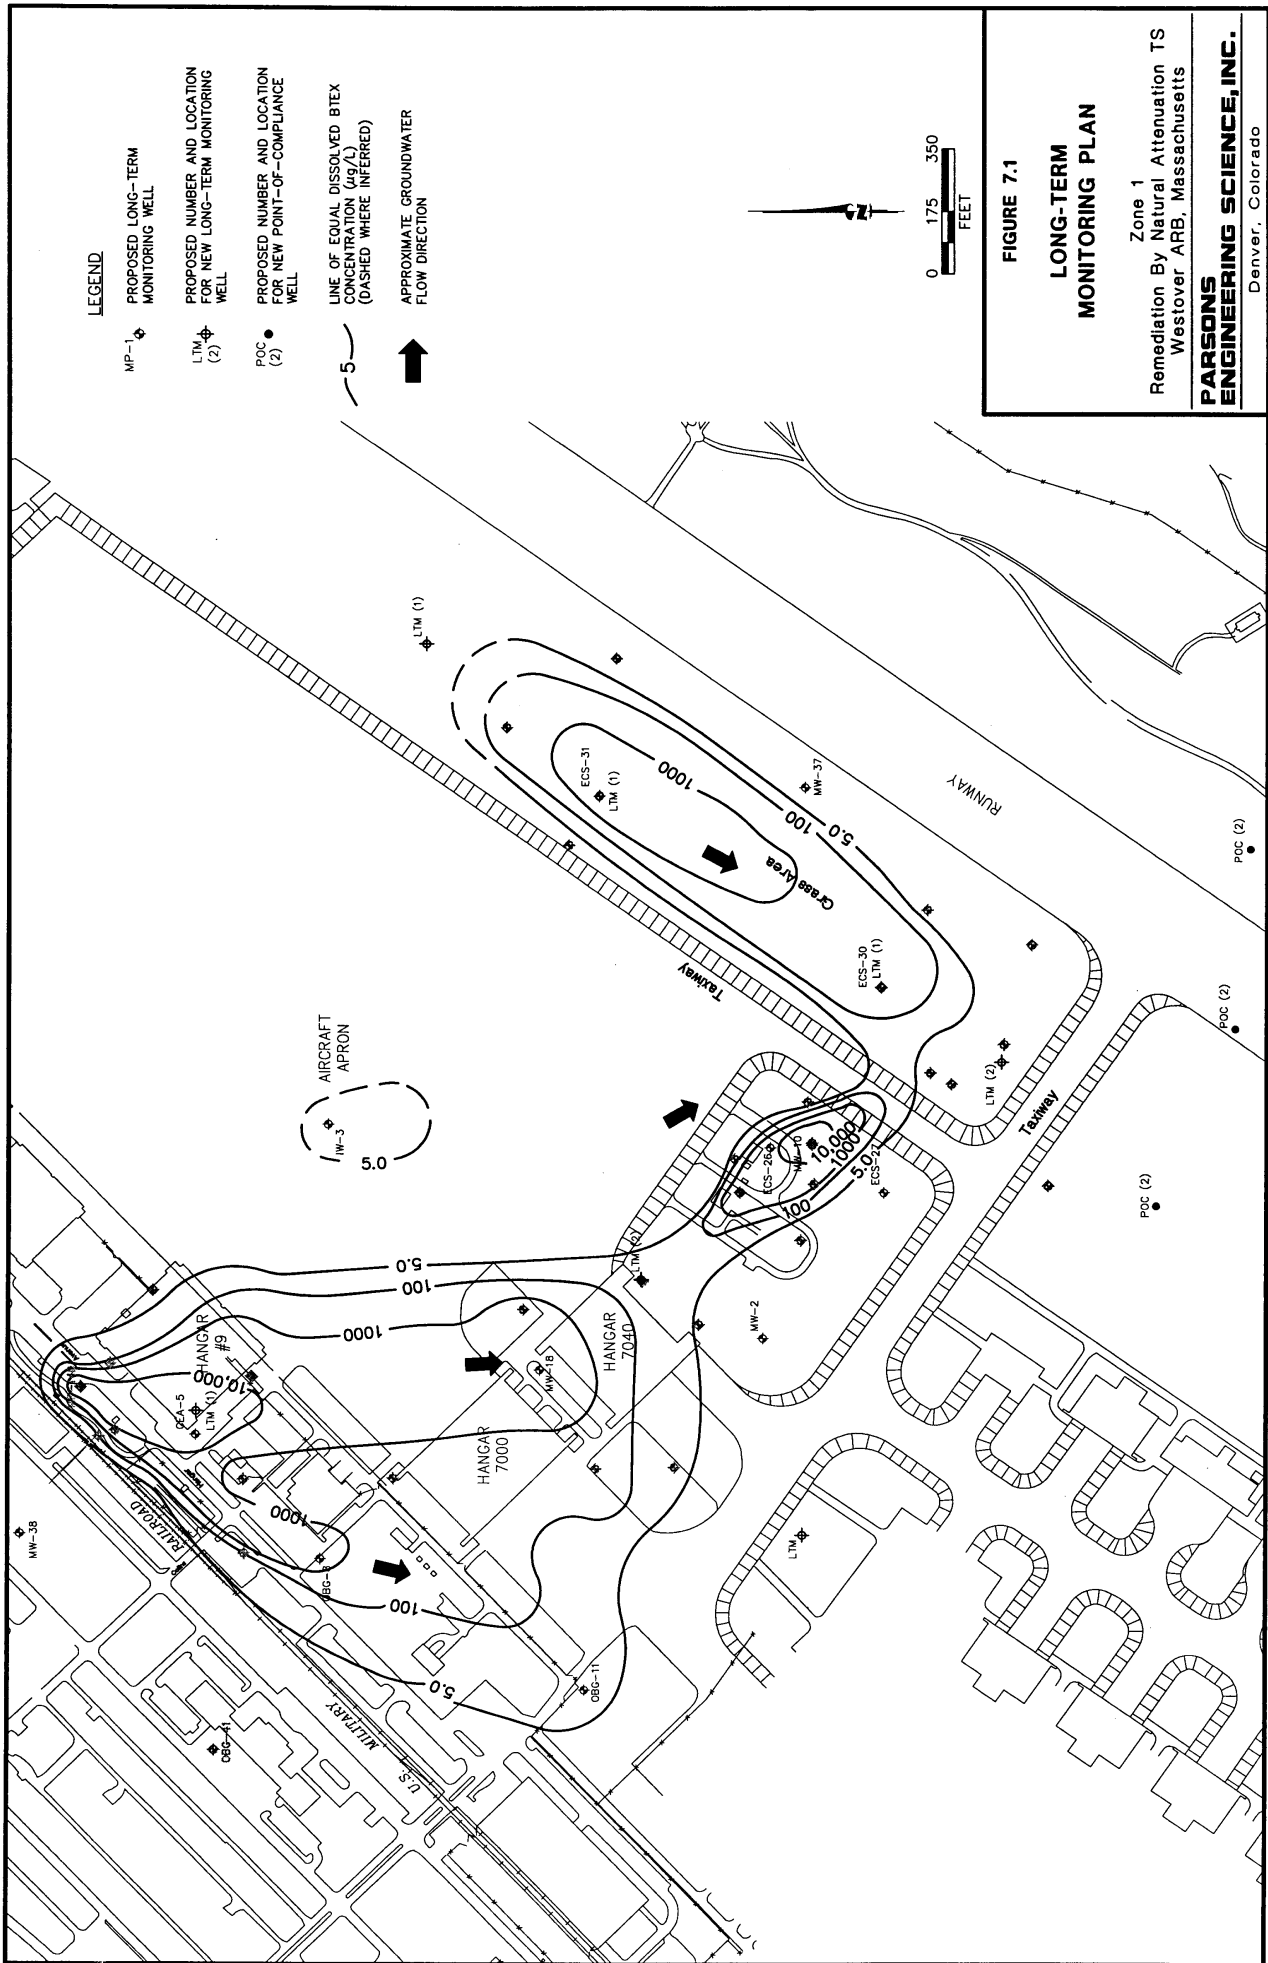 LEGEND
MP-1
PROPOSED LONG-TERM
MONITORING WELL
LTM
(2)
PROPOSED NUMBER AND LOCATION
FOR NEW LONG-TERM MONITORING
WELL
POC
(2)
PROPOSED NUMBER AND LOCATION
FOR NEW POINT-OF-COMPLIANCE
WELL
5
LINE OF EQUAL DISSOLVED BTEX
CONCENTRATION (µg/L)
(DASHED WHERE INFERRED)
APPROXIMATE GROUNDWATER
FLOW DIRECTION
N
0 175 350
FEET
FIGURE 7.1
LONG-TERM
MONITORING PLAN
Zone 1
Remediation By Natural Attenuation TS
Westover ARB, Massachusetts
PARSONS
ENGINEERING SCIENCE, INC.
Denver, Colorado
MW-38
OBG-41
U.S. MILITARY RAILROAD
HANGAR
#9
10,000
CEA-5
LTM (1)
1000
OBG-8
100
5.0
OBG-11
HANGAR
7000
MW-18
HANGAR
7040
1000
100
5.0
LTM (2)
AIRCRAFT
APRON
IW-3
5.0
MW-2
LTM
ECS-26
MW-10
10,000
1000
5.0
100
ECS-27
Taxiway
LTM (1)
ECS-31
LTM (1)
1000
100
5.0
MW-37
Grass Area
ECS-30
LTM (1)
RUNWAY
LTM (2)
Taxiway
POC (2)
POC (2)
POC (2)